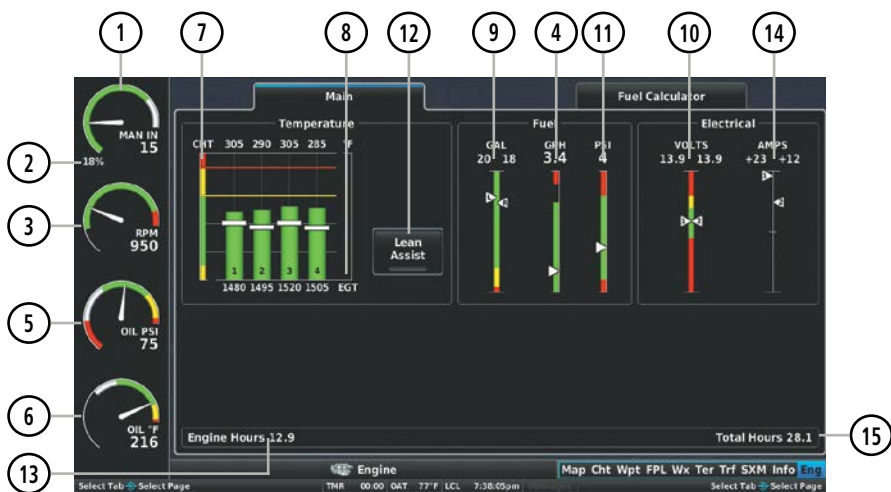 1 7 8 12 9 4 11 10 14
Main
Fuel Calculator
MAN IN
15
2
18%
Temperature
CHT 305 290 305 285 °F
1 2 3 4
1480 1495 1520 1505 EGT
Lean
Assist
Fuel
GAL GPH PSI
20 18 3.4 4
Electrical
VOLTS AMPS
13.9 13.9 +23 +12
3
RPM
950
5
OIL PSI
75
6
OIL °F
216
Engine Hours 12.9
Total Hours 28.1
15
13
Engine
Map Cht Wpt FPL Wx Ter Trf SXM Info Eng
Select Tab Select Page
TMR 00:00 OAT 77°F LCL 7:38:05pm
Select Tab Select Page